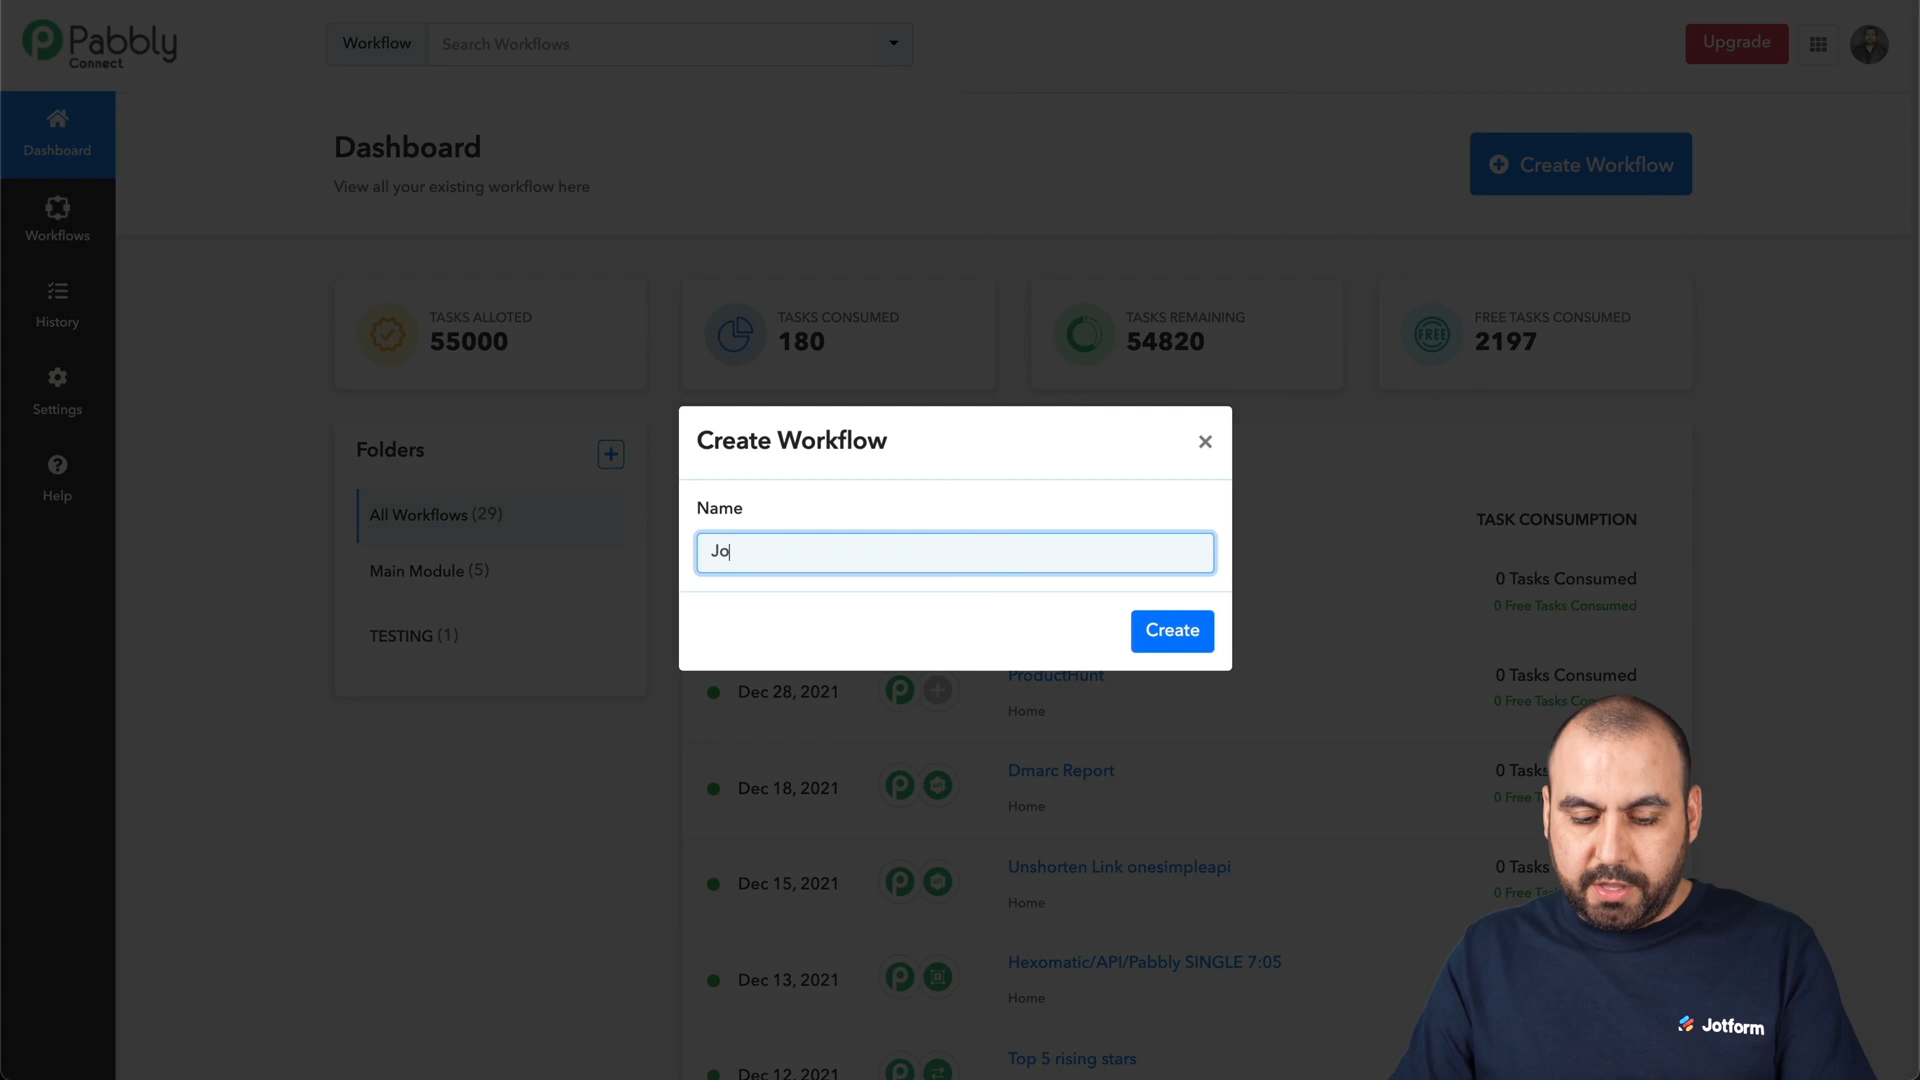 Pabbly
Connect
Workflow
Search Workflows
Upgrade
Dashboard
Workflows
History
Settings
Help
Dashboard
View all your existing workflow here
Create Workflow
TASKS ALLOTED
55000
TASKS CONSUMED
180
TASKS REMAINING
54820
FREE
FREE TASKS CONSUMED
2197
Folders
All Workflows (29)
Main Module (5)
TESTING (1)
Create Workflow
×
Name
Jo
Create
TASK CONSUMPTION
0 Tasks Consumed
0 Free Tasks Consumed
Dec 28, 2021
ProductHunt
Home
0 Tasks Consumed
0 Free Tasks
Dec 18, 2021
Dmarc Report
Home
0 Tasks
0 Free
Dec 15, 2021
Unshorten Link onesimpleapi
Home
0 Tasks
0 Free
Dec 13, 2021
Hexomatic/API/Pabbly SINGLE 7:05
Home
Dec 12, 2021
Top 5 rising stars
Jotform